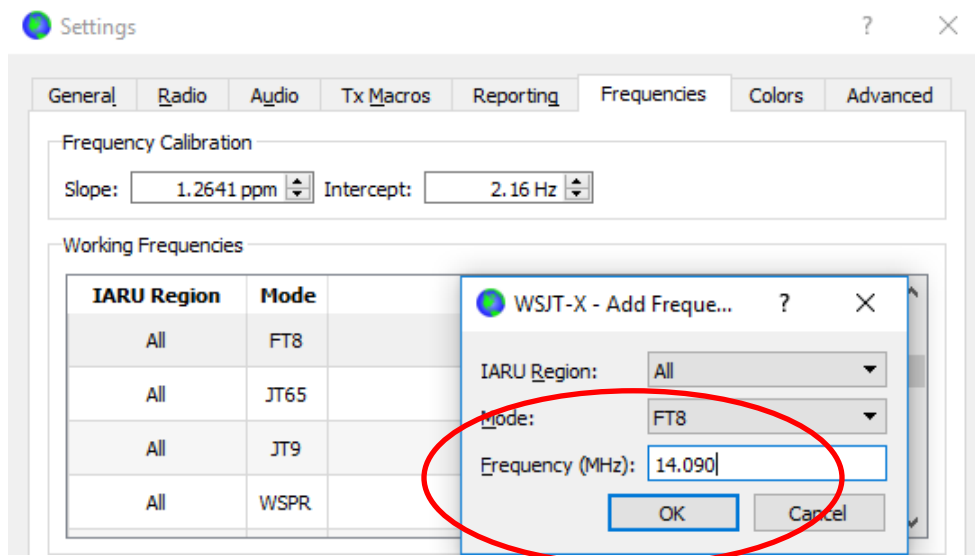 Settings
General Radio Audio Tx Macros Reporting Frequencies Colors Advanced
Frequency Calibration
Slope: 1.2641 ppm Intercept: 2.16 Hz
Working Frequencies
IARU Region Mode
All FT8
All JT65
All JT9
All WSPR
WSJT-X - Add Freque... ?
IARU Region: All
Mode: FT8
Frequency (MHz): 14.090
OK Cancel